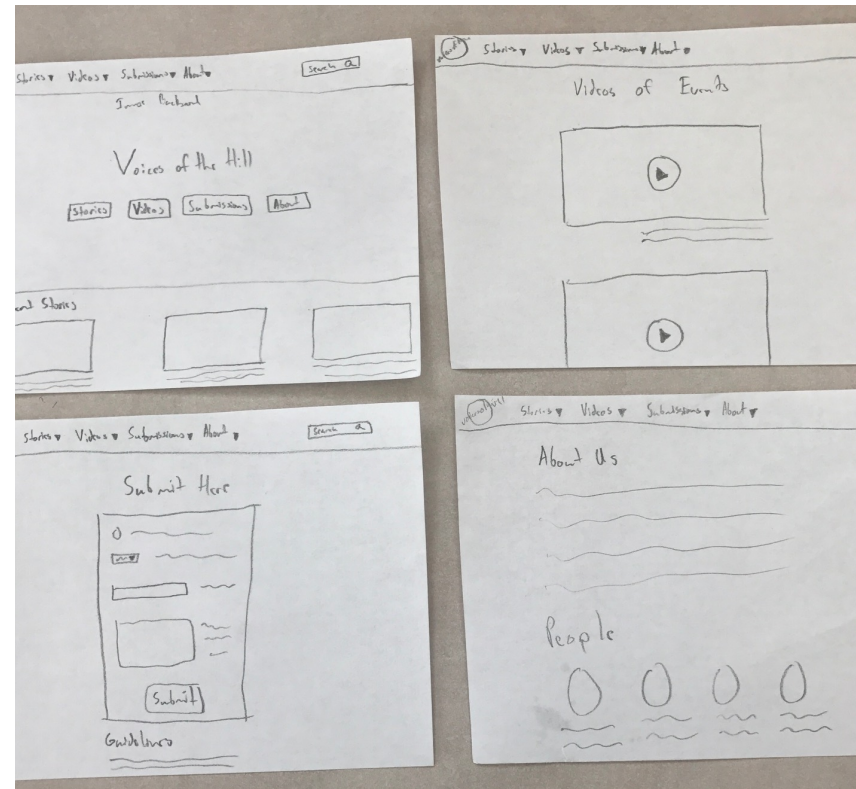 Stories ▾ Videos ▾ Submissions ▾ About ▾ Search
Voices of the Hill
Stories Videos Submissions About
Stories
Stories ▾ Videos ▾ Submissions ▾ About ▾
Videos of Events
Stories ▾ Videos ▾ Submissions ▾ About ▾ Search
Submit Here
Submit
Guidelines
Stories ▾ Videos ▾ Submissions ▾ About ▾
About Us
People